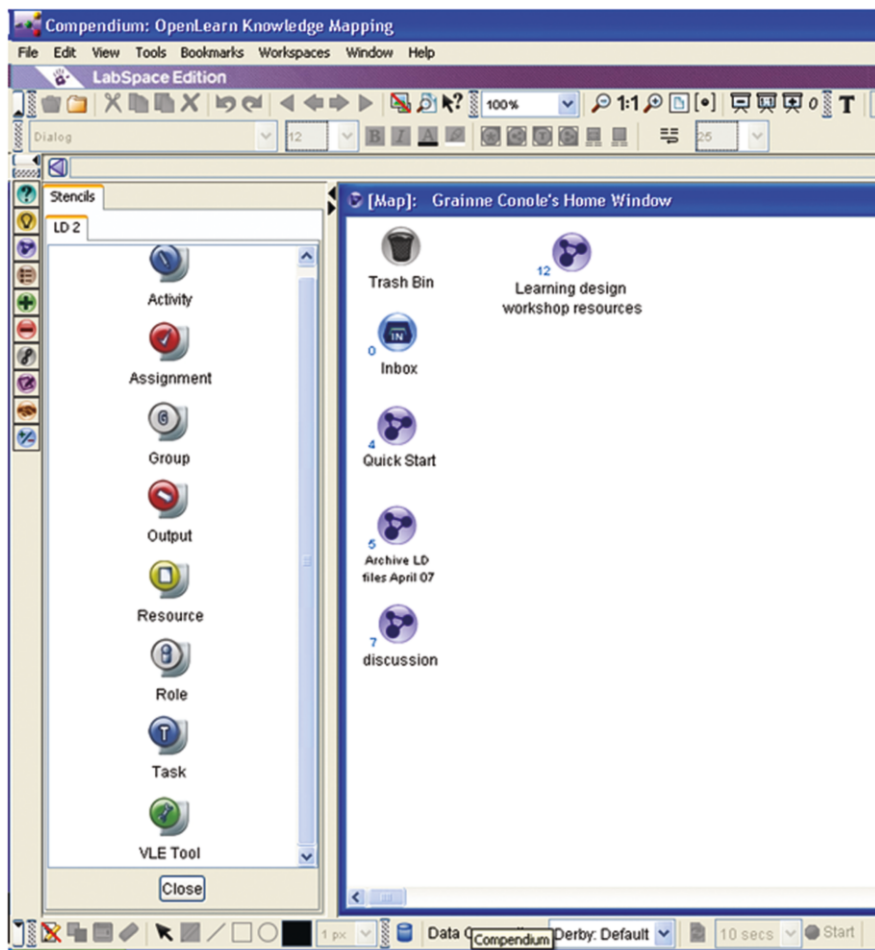 Compendium: OpenLearn Knowledge Mapping
File Edit View Tools Bookmarks Workspaces Window Help
LabSpace Edition
100%
1:1
T
Dialog
12
B I A
25
Stencils
LD 2
Activity
Assignment
G
Group
Output
Resource
Role
T
Task
VLE Tool
Close
[Map]: Grainne Conole's Home Window
Trash Bin
12
Learning design
workshop resources
IN
0
Inbox
4
Quick Start
5
Archive LD
files April 07
7
discussion
1 px
Data
Compendium
Derby: Default
10 secs
Start